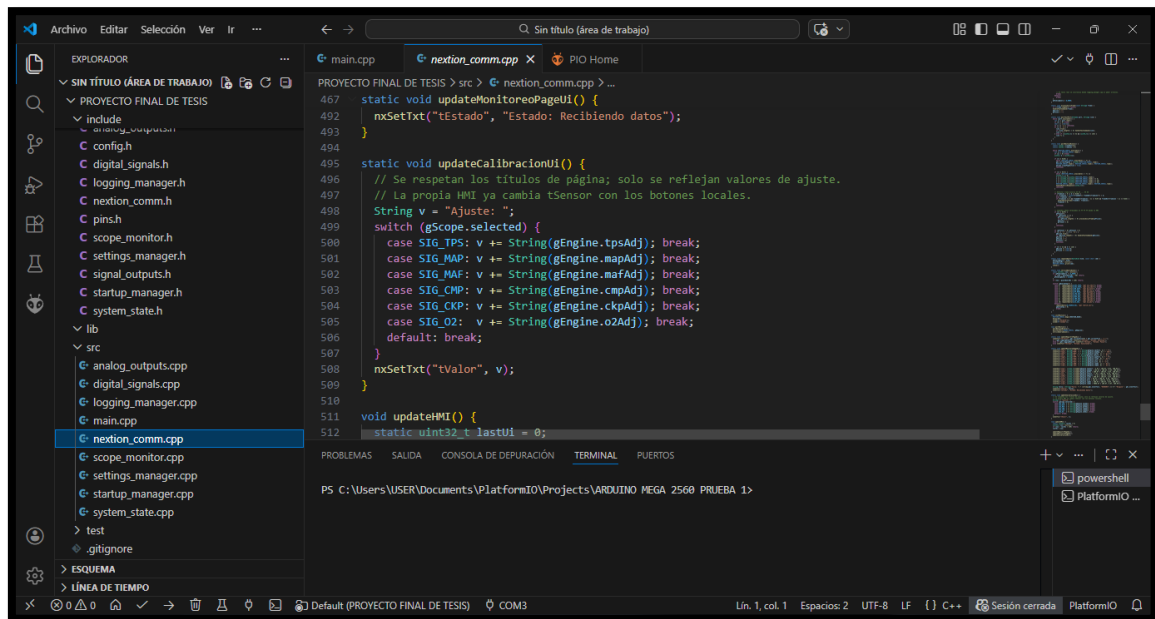 Archivo Editar Selección Ver Ir ···
Sin título (área de trabajo)
EXPLORADOR ···
SIN TÍTULO (ÁREA DE TRABAJO)
PROYECTO FINAL DE TESIS
include
analog_outputs.h
config.h
digital_signals.h
logging_manager.h
nextion_comm.h
pins.h
scope_monitor.h
settings_manager.h
signal_outputs.h
startup_manager.h
system_state.h
lib
src
analog_outputs.cpp
digital_signals.cpp
logging_manager.cpp
main.cpp
nextion_comm.cpp
scope_monitor.cpp
settings_manager.cpp
startup_manager.cpp
system_state.cpp
test
.gitignore
ESQUEMA
LÍNEA DE TIEMPO
main.cpp nextion_comm.cpp PIO Home
PROYECTO FINAL DE TESIS > src > nextion_comm.cpp > ...
467 static void updateMonitoreoPageUi() {
492 nxSetTxt("tEstado", "Estado: Recibiendo datos");
493 }
494
495 static void updateCalibracionUi() {
496 // Se respetan los títulos de página; solo se reflejan valores de ajuste.
497 // La propia HMI ya cambia tSensor con los botones locales.
498 String v = "Ajuste: ";
499 switch (gScope.selected) {
500 case SIG_TPS: v += String(gEngine.tpsAdj); break;
501 case SIG_MAP: v += String(gEngine.mapAdj); break;
502 case SIG_MAF: v += String(gEngine.mafAdj); break;
503 case SIG_CMP: v += String(gEngine.cmpAdj); break;
504 case SIG_CKP: v += String(gEngine.ckpAdj); break;
505 case SIG_O2: v += String(gEngine.o2Adj); break;
506 default: break;
507 }
508 nxSetTxt("tValor", v);
509 }
510
511 void updateHMI() {
512 static uint32_t lastUi = 0;
PROBLEMS SALIDA CONSOLA DE DEPURACIÓN TERMINAL PUERTOS
PS C:\Users\USER\Documents\PlatformIO\Projects\ARDUINO MEGA 2560 PRUEBA 1>
powershell
PlatformIO ...
0 0 Default (PROYECTO FINAL DE TESIS) COM3 Lín. 1, col. 1 Espacios: 2 UTF-8 LF {} C++ Sesión cerrada PlatformIO